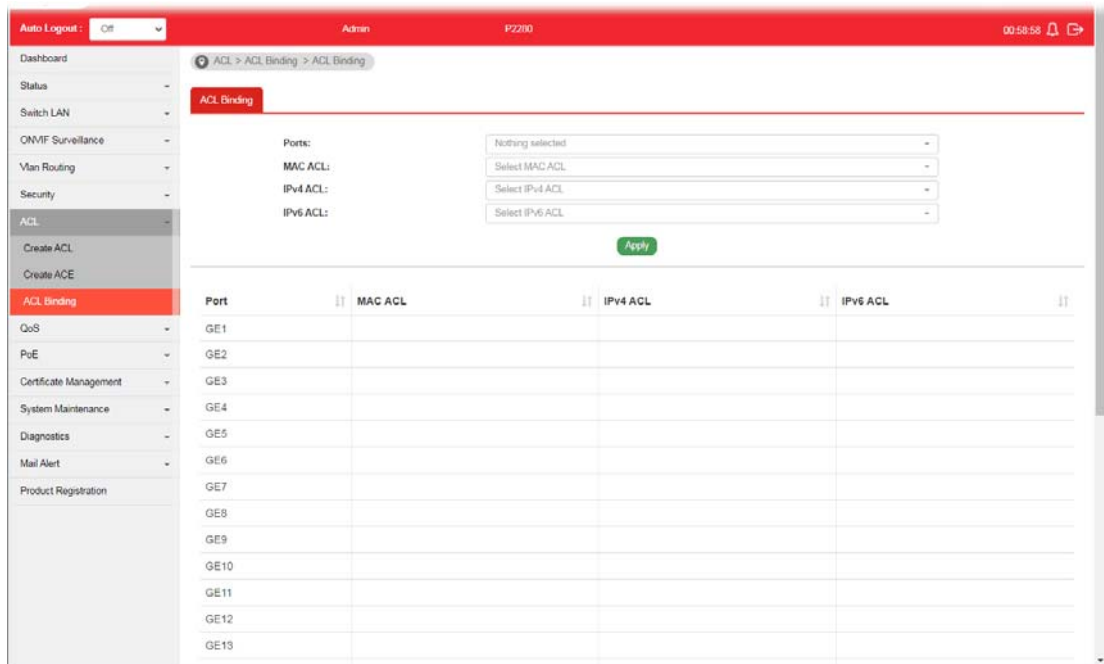 Auto Logout : Off Admin P2280 00:58:58
Dashboard
Status
Switch LAN
ONVIF Surveillance
Vlan Routing
Security
ACL
Create ACL
Create ACE
ACL Binding
QoS
PoE
Certificate Management
System Maintenance
Diagnostics
Mail Alert
Product Registration
ACL > ACL Binding > ACL Binding
ACL Binding
Ports: Nothing selected
MAC ACL: Select MAC ACL
IPv4 ACL: Select IPv4 ACL
IPv6 ACL: Select IPv6 ACL
Apply
Port MAC ACL IPv4 ACL IPv6 ACL
GE1
GE2
GE3
GE4
GE5
GE6
GE7
GE8
GE9
GE10
GE11
GE12
GE13